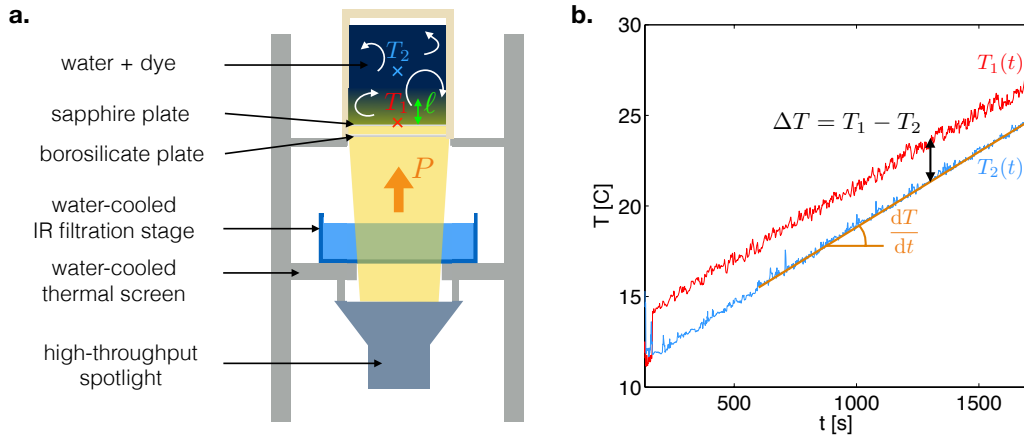 a.
water + dye
sapphire plate
borosilicate plate
water-cooled
IR filtration stage
water-cooled
thermal screen
high-throughput
spotlight
T₂
T₁
ℓ
P
b.
30
25
20
15
10
T [C]
500
1000
1500
t [s]
T₁(t)
ΔT = T₁ − T₂
T₂(t)
dT
dt